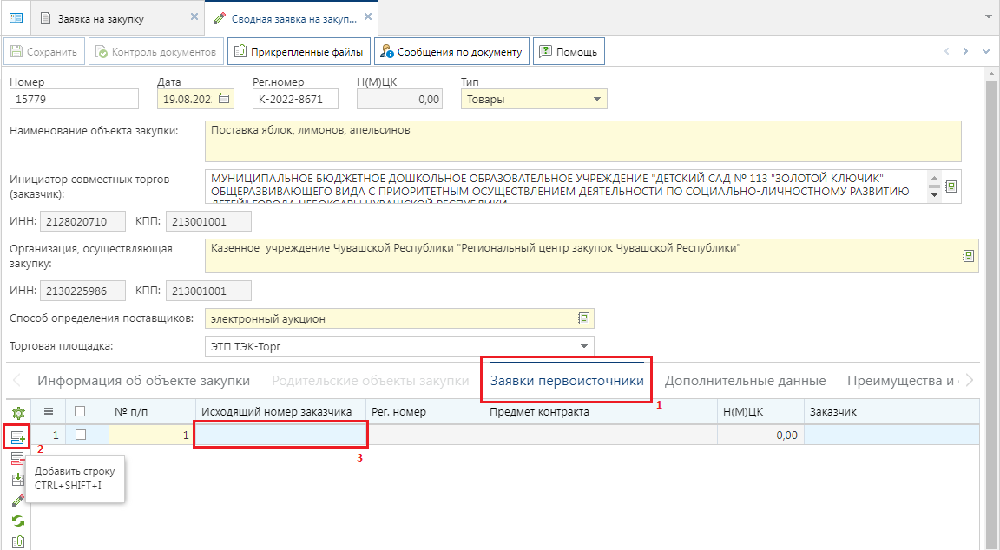 Заявка на закупку
Сводная заявка на закуп...
Сохранить
Контроль документов
Прикрепленные файлы
Сообщения по документу
Помощь
Номер
Дата
Рег.номер
Н(М)ЦК
Тип
15779
19.08.202
К-2022-8671
0,00
Товары
Наименование объекта закупки:
Поставка яблок, лимонов, апельсинов
Инициатор совместных торгов
(заказчик):
МУНИЦИПАЛЬНОЕ БЮДЖЕТНОЕ ДОШКОЛЬНОЕ ОБРАЗОВАТЕЛЬНОЕ УЧРЕЖДЕНИЕ "ДЕТСКИЙ САД № 113 "ЗОЛОТОЙ КЛЮЧИК"
ОБЩЕРАЗВИВАЮЩЕГО ВИДА С ПРИОРИТЕТНЫМ ОСУЩЕСТВЛЕНИЕМ ДЕЯТЕЛЬНОСТИ ПО СОЦИАЛЬНО-ЛИЧНОСТНОМУ РАЗВИТИЮ
ДЕТЕЙ" ГОРОДА ЧЕБОКСАРЫ ЧУВАШСКОЙ РЕСПУБЛИКИ
ИНН:
2128020710
КПП:
213001001
Организация, осуществляющая
закупку:
Казенное учреждение Чувашской Республики "Региональный центр закупок Чувашской Республики"
ИНН:
2130225986
КПП:
213001001
Способ определения поставщиков:
электронный аукцион
Торговая площадка:
ЭТП ТЭК-Торг
Информация об объекте закупки
Родительские объекты закупки
Заявки первоисточники
Дополнительные данные
Преимущества и
1
№ п/п
Исходящий номер заказчика
Рег. номер
Предмет контракта
Н(М)ЦК
Заказчик
1
1
0,00
2
3
Добавить строку
CTRL+SHIFT+I